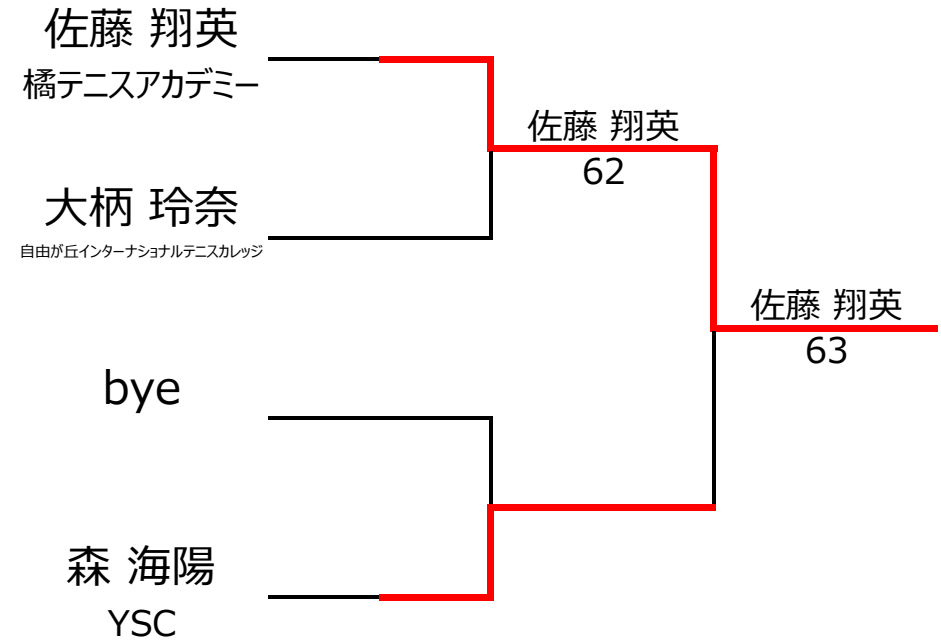 佐藤 翔英
橘テニスアカデミー
大柄 玲奈
自由が丘インターナショナルテニスカレッジ
bye
森 海陽
YSC
佐藤 翔英
62
佐藤 翔英
63